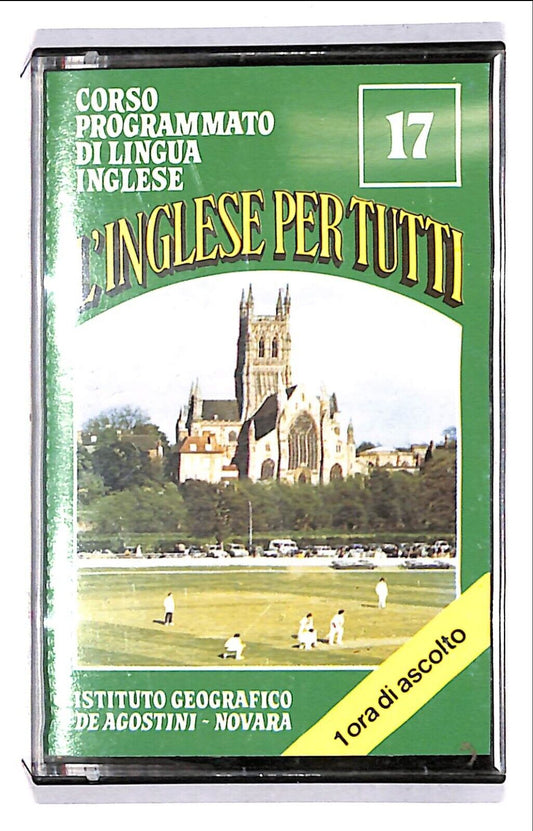 CORSO
PROGRAMMATO
DI LINGUA
INGLESE
17
L'INGLESE PER TUTTI
1 ora di ascolto
ISTITUTO GEOGRAFICO
DE AGOSTINI - NOVARA